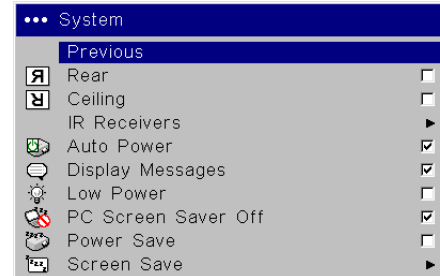 ••• System
Previous
Rear
Ceiling
IR Receivers
Auto Power
Display Messages
Low Power
PC Screen Saver Off
Power Save
Screen Save